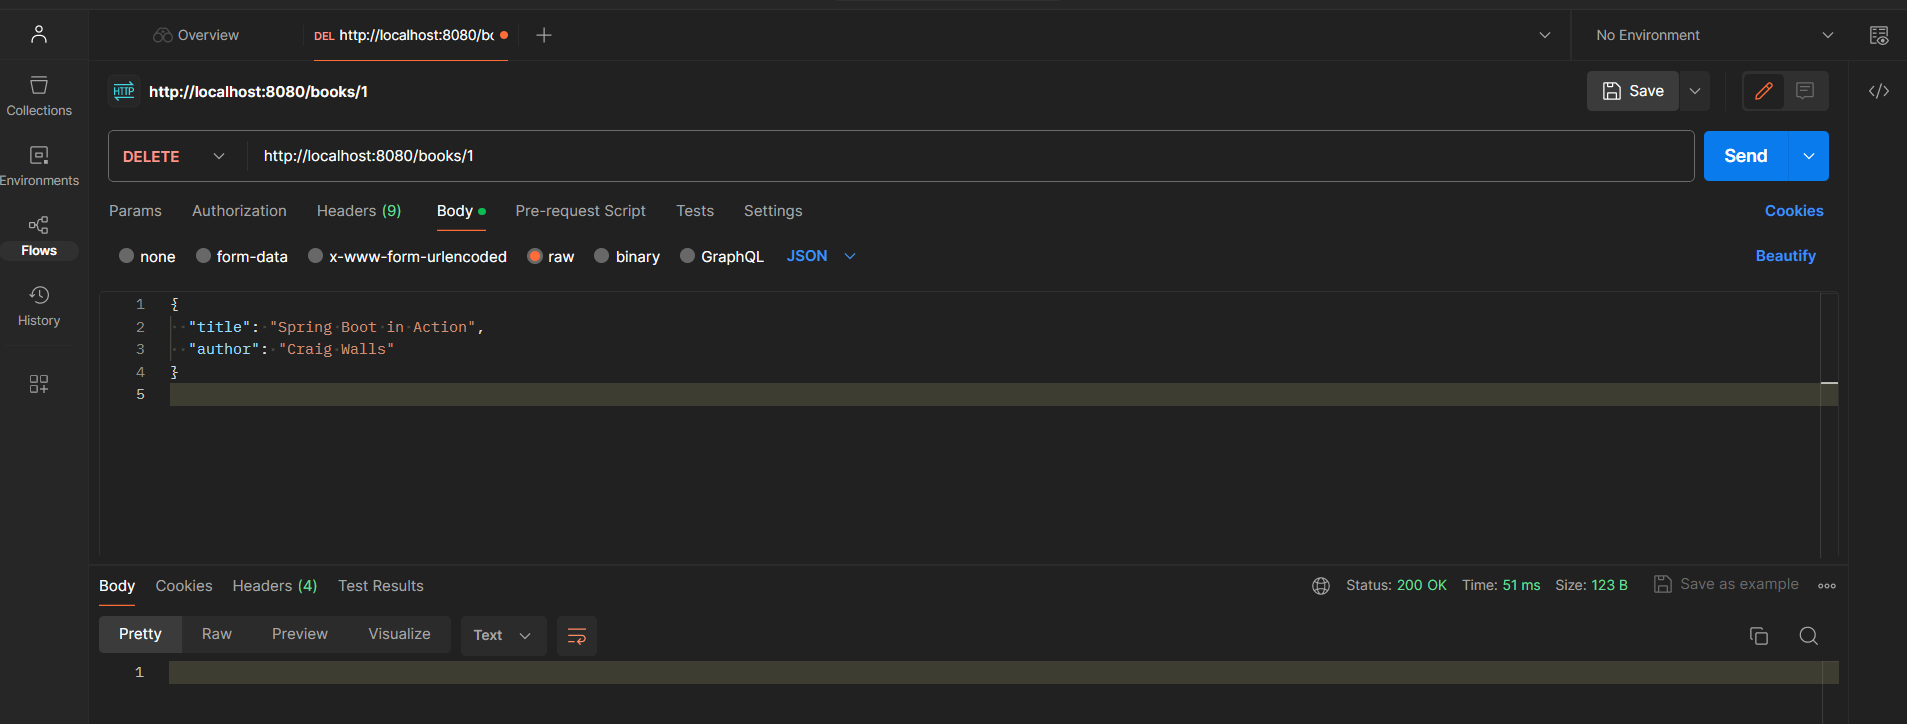 Overview
DEL http://localhost:8080/bo
No Environment
Collections
Environments
Flows
History
HTTP http://localhost:8080/books/1
Save
DELETE
http://localhost:8080/books/1
Send
Params Authorization Headers (9) Body Pre-request Script Tests Settings
Cookies
none form-data x-www-form-urlencoded raw binary GraphQL JSON
Beautify
1 {
2 "title": "Spring Boot in Action",
3 "author": "Craig Walls"
4 }
5
Body Cookies Headers (4) Test Results
Status: 200 OK Time: 51 ms Size: 123 B
Save as example
Pretty Raw Preview Visualize Text
1